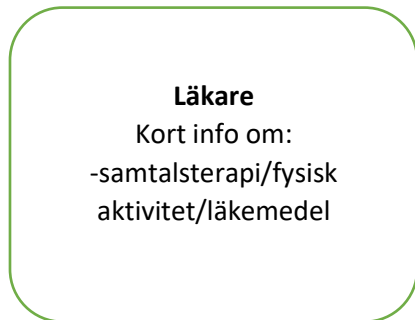 Läkare
Kort info om:
-samtalsterapi/fysisk
aktivitet/läkemedel